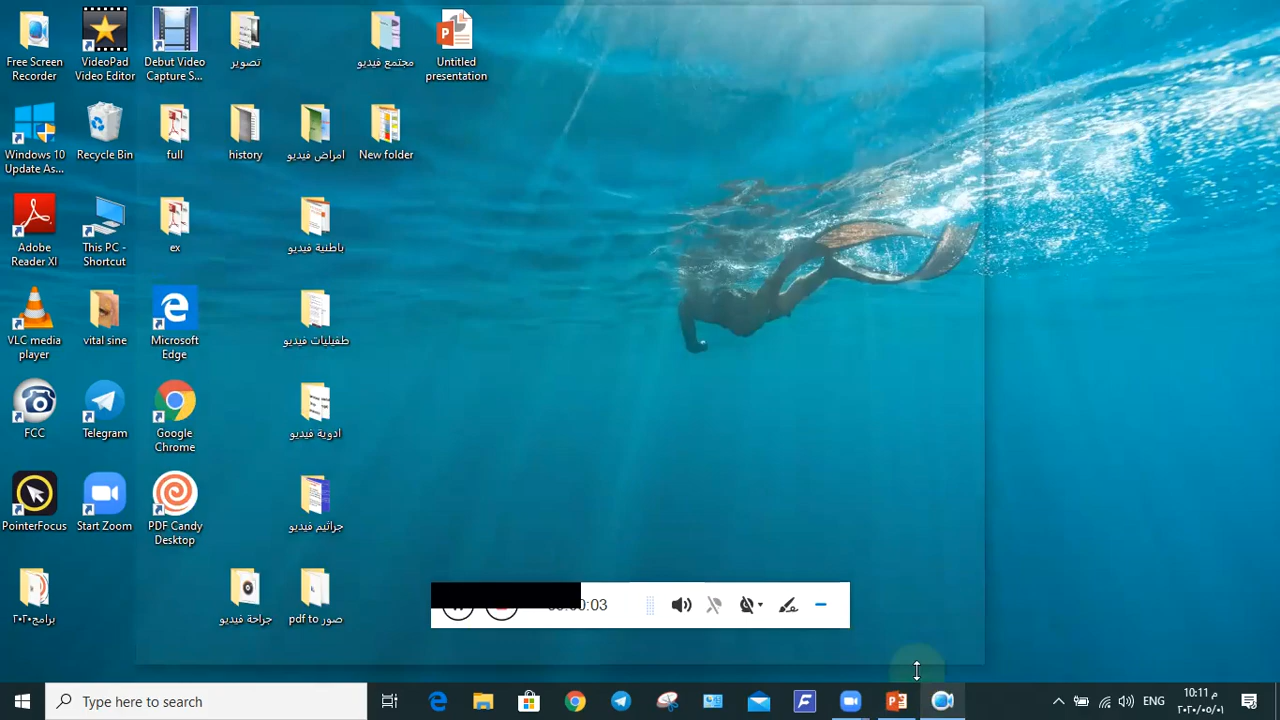 Free Screen
Recorder
VideoPad
Video Editor
Debut Video
Capture S...
تصوير
مجتمع فيديو
Untitled
presentation
Windows 10
Update As...
Recycle Bin
full
history
امراض فيديو
New folder
Adobe
Reader XI
This PC -
Shortcut
ex
باطنية فيديو
VLC media
player
vital sine
Microsoft
Edge
طفيليات فيديو
FCC
Telegram
Google
Chrome
ادوية فيديو
PointerFocus
Start Zoom
PDF Candy
Desktop
جراثيم فيديو
برامج٢٠٢٠
جراحة فيديو
pdf to صور
Type here to search
ENG
10:11 م
٢٠٢٠/٠٥/٠١